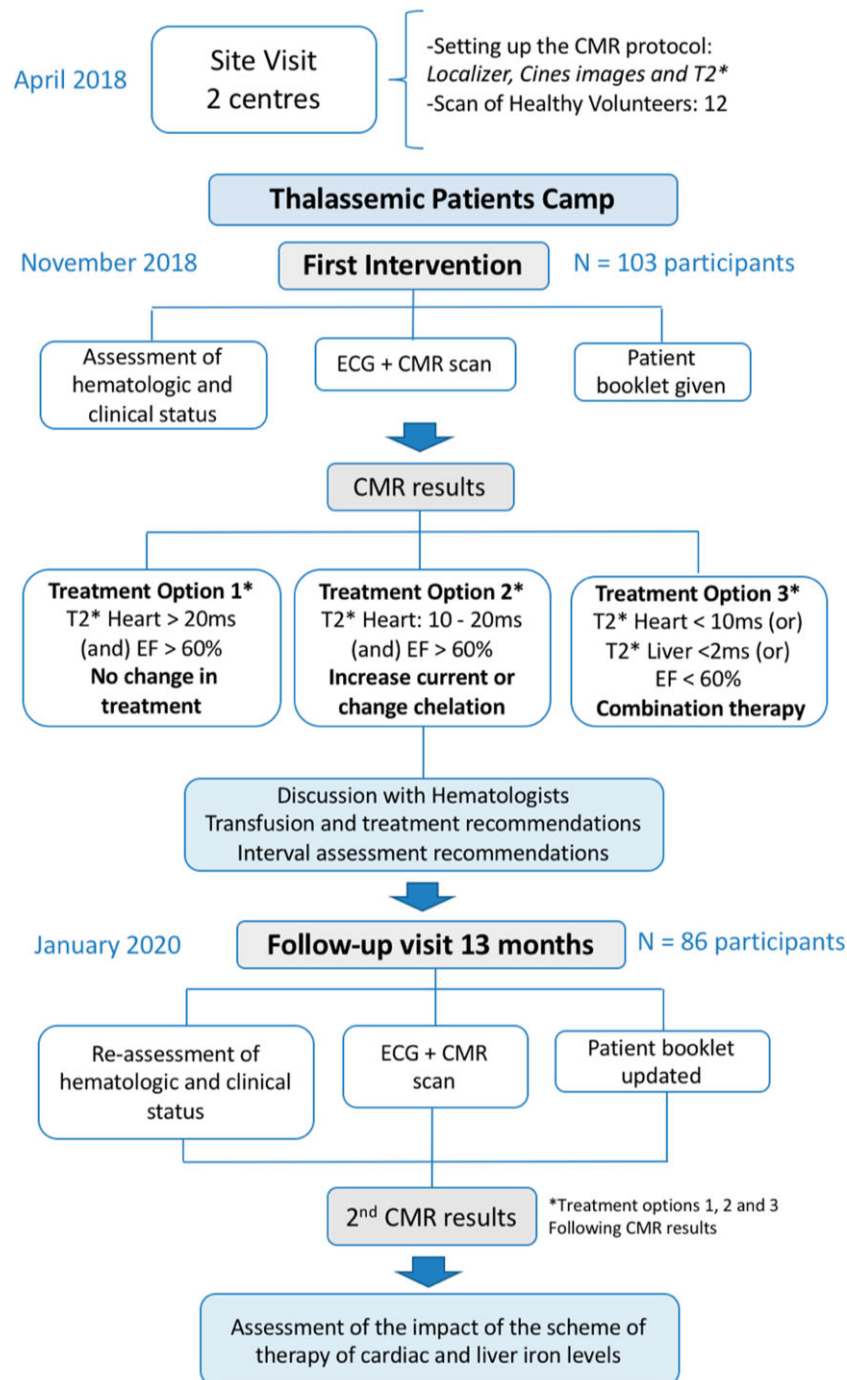 April 2018
Site Visit
2 centres
-Setting up the CMR protocol:
Localizer, Cines images and T2*
-Scan of Healthy Volunteers: 12
Thalassemic Patients Camp
November 2018
First Intervention
N = 103 participants
Assessment of
hematologic and
clinical status
ECG + CMR scan
Patient
booklet given
CMR results
Treatment Option 1*
T2* Heart > 20ms
(and) EF > 60%
No change in
treatment
Treatment Option 2*
T2* Heart: 10 - 20ms
(and) EF > 60%
Increase current or
change chelation
Treatment Option 3*
T2* Heart < 10ms (or)
T2* Liver <2ms (or)
EF < 60%
Combination therapy
Discussion with Hematologists
Transfusion and treatment recommendations
Interval assessment recommendations
January 2020
Follow-up visit 13 months
N = 86 participants
Re-assessment of
hematologic and clinical
status
ECG + CMR
scan
Patient booklet
updated
2nd CMR results
*Treatment options 1, 2 and 3
Following CMR results
Assessment of the impact of the scheme of
therapy of cardiac and liver iron levels